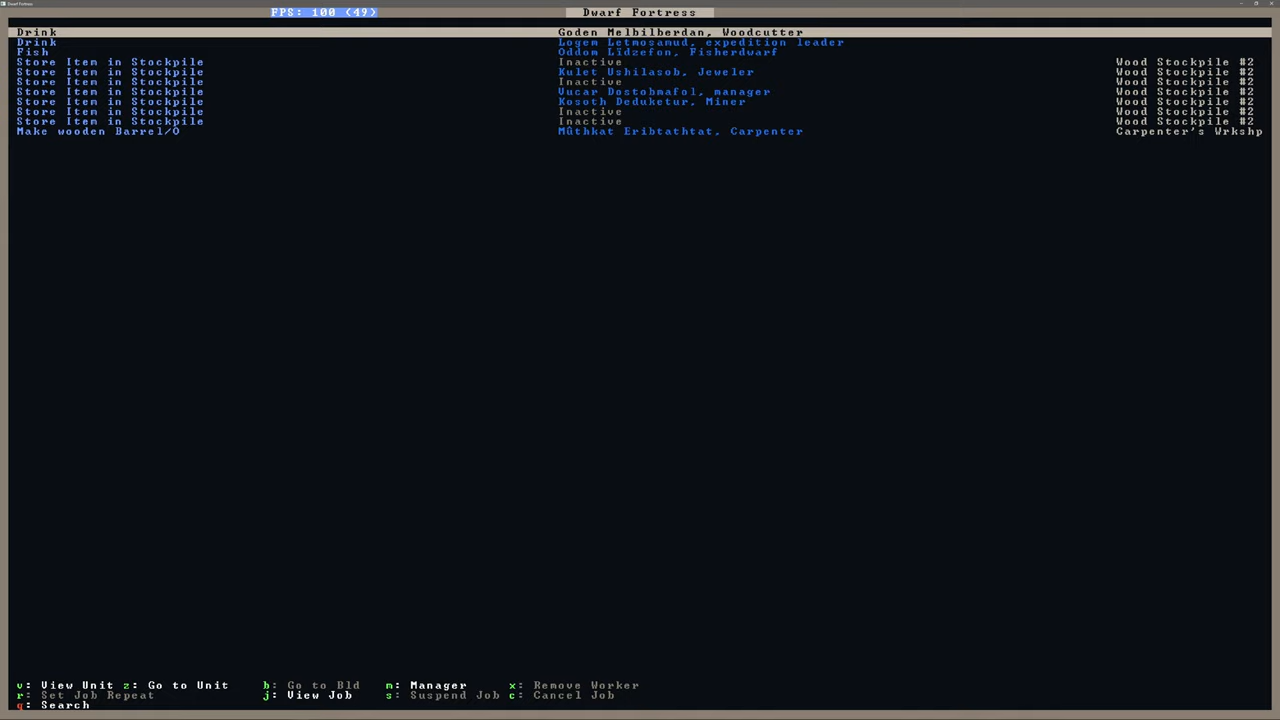 Dwarf Fortress
FPS: 100 (49) Dwarf Fortress
Drink Goden Melbilberdan, Woodcutter
Drink Logem Letmosamud, expedition leader
Fish Oddom Lïdzefon, Fisherdwarf
Store Item in Stockpile Inactive Wood Stockpile #2
Store Item in Stockpile Kulet Ushilasob, Jeweler Wood Stockpile #2
Store Item in Stockpile Inactive Wood Stockpile #2
Store Item in Stockpile Vucar Dostobmafol, manager Wood Stockpile #2
Store Item in Stockpile Kosoth Deduketur, Miner Wood Stockpile #2
Store Item in Stockpile Inactive Wood Stockpile #2
Store Item in Stockpile Inactive Wood Stockpile #2
Make wooden Barrel/O Mûthkat Eribtathtat, Carpenter Carpenter's Wrkshp
v: View Unit z: Go to Unit b: Go to Bld m: Manager x: Remove Worker
r: Set Job Repeat j: View Job s: Suspend Job c: Cancel Job
q: Search